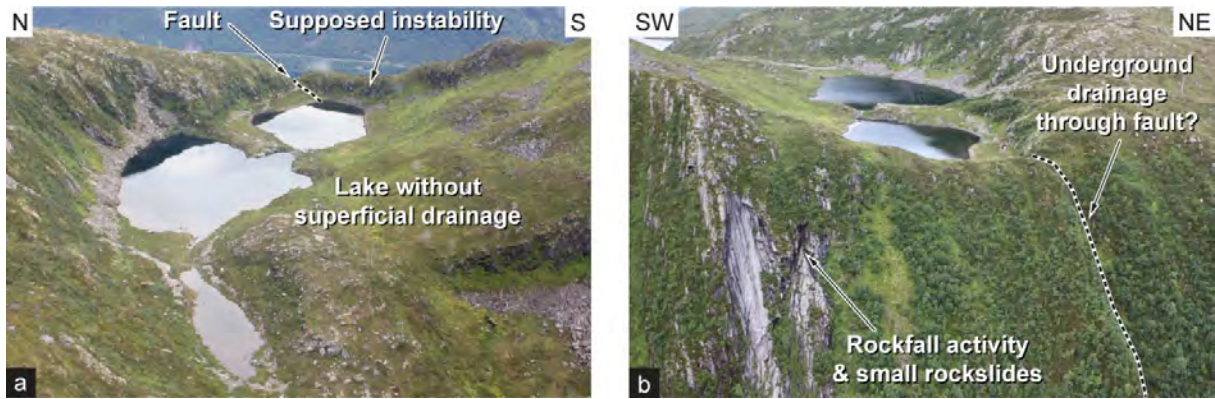 N
Fault
Supposed instability
S
Lake without
superficial drainage
a
SW
NE
Underground
drainage
through fault?
Rockfall activity
& small rockslides
b